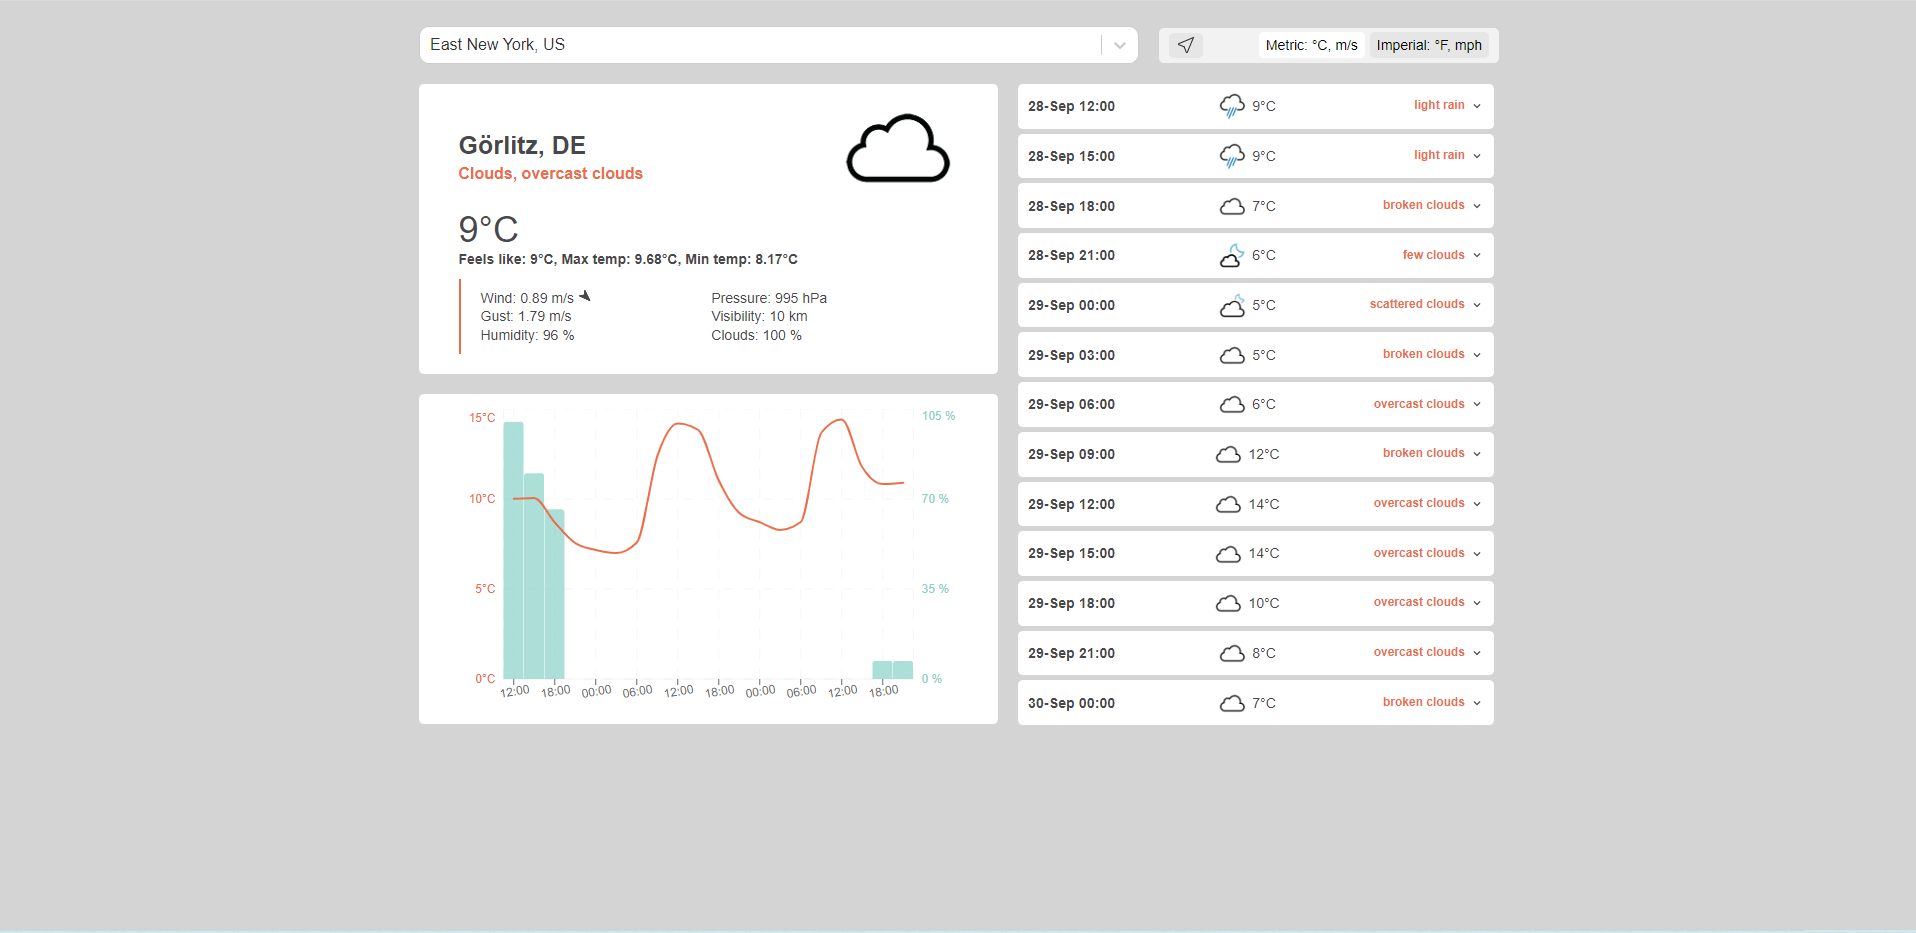 East New York, US
Metric: °C, m/s
Imperial: °F, mph
Görlitz, DE
Clouds, overcast clouds
9°C
Feels like: 9°C, Max temp: 9.68°C, Min temp: 8.17°C
Wind: 0.89 m/s
Gust: 1.79 m/s
Humidity: 96 %
Pressure: 995 hPa
Visibility: 10 km
Clouds: 100 %
15°C
10°C
5°C
0°C
105 %
70 %
35 %
0 %
12:00 18:00 00:00 06:00 12:00 18:00 00:00 06:00 12:00 18:00
28-Sep 12:00 9°C light rain
28-Sep 15:00 9°C light rain
28-Sep 18:00 7°C broken clouds
28-Sep 21:00 6°C few clouds
29-Sep 00:00 5°C scattered clouds
29-Sep 03:00 5°C broken clouds
29-Sep 06:00 6°C overcast clouds
29-Sep 09:00 12°C broken clouds
29-Sep 12:00 14°C overcast clouds
29-Sep 15:00 14°C overcast clouds
29-Sep 18:00 10°C overcast clouds
29-Sep 21:00 8°C overcast clouds
30-Sep 00:00 7°C broken clouds